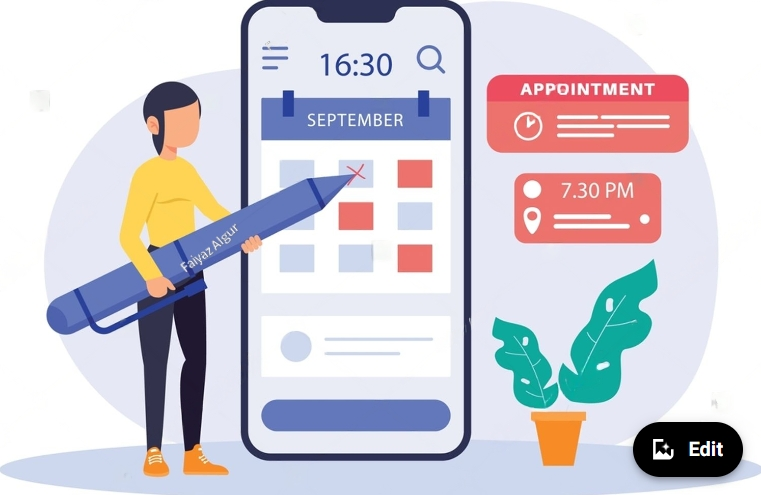 16:30
SEPTEMBER
APPOINTMENT
7.30 PM
Faiyaz Algur
Edit